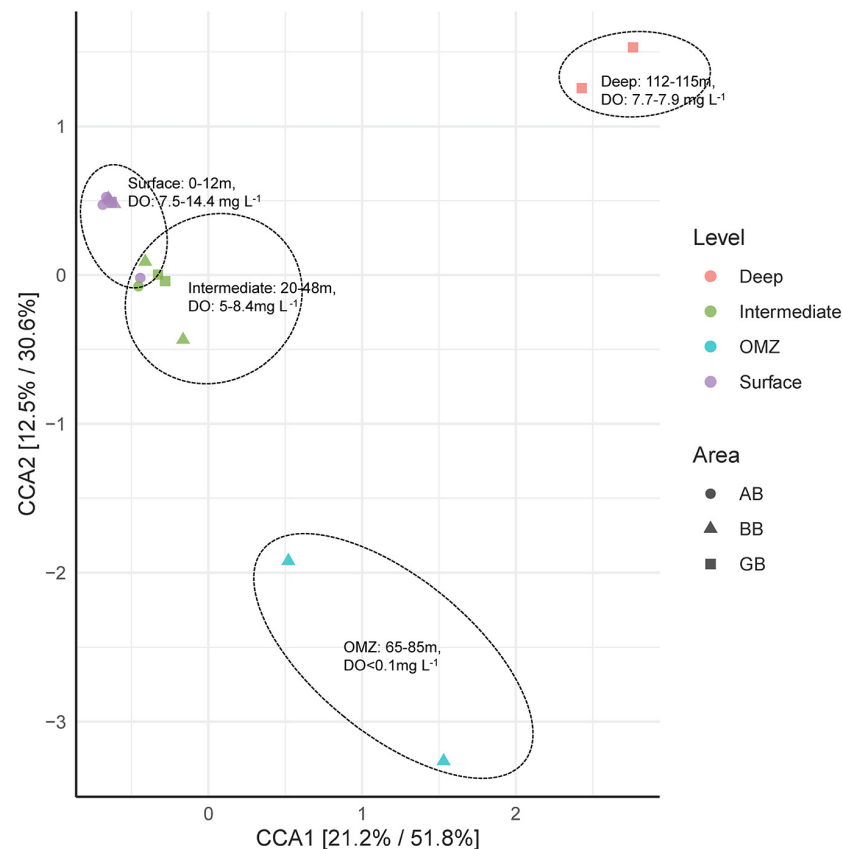 Deep: 112-115m,
DO: 7.7-7.9 mg L⁻¹
1
Surface: 0-12m,
DO: 7.5-14.4 mg L⁻¹
0
Intermediate: 20-48m,
DO: 5-8.4mg L⁻¹
−1
−2
OMZ: 65-85m,
DO<0.1mg L⁻¹
−3
CCA2 [12.5% / 30.6%]
0 1 2
CCA1 [21.2% / 51.8%]
Level
Deep
Intermediate
OMZ
Surface
Area
AB
BB
GB